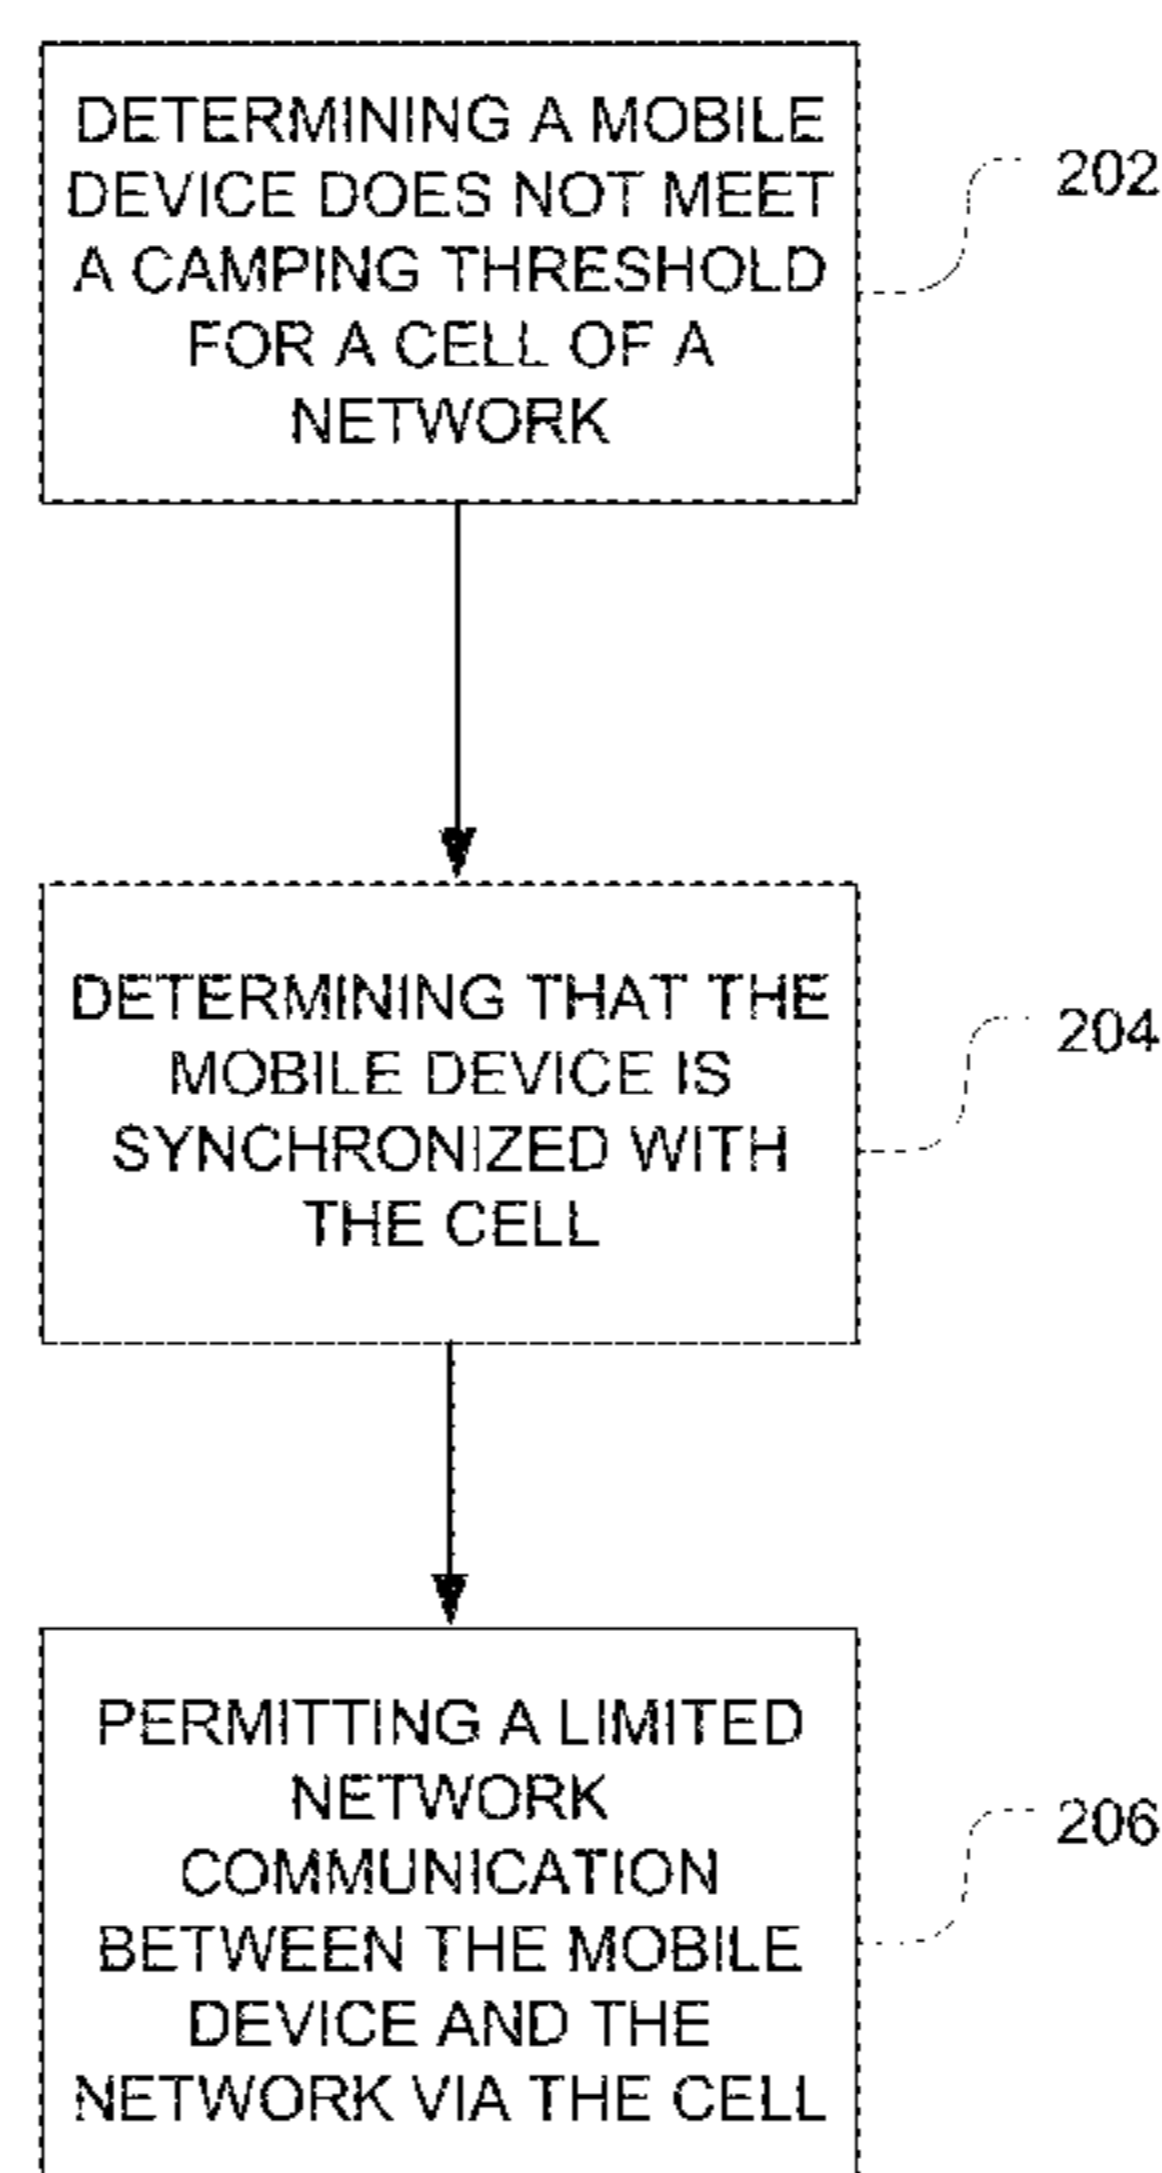 DETERMINING A MOBILE
DEVICE DOES NOT MEET
A CAMPING THRESHOLD
FOR A CELL OF A
NETWORK
202
DETERMINING THAT THE
MOBILE DEVICE IS
SYNCHRONIZED WITH
THE CELL
204
PERMITTING A LIMITED
NETWORK
COMMUNICATION
BETWEEN THE MOBILE
DEVICE AND THE
NETWORK VIA THE CELL
206